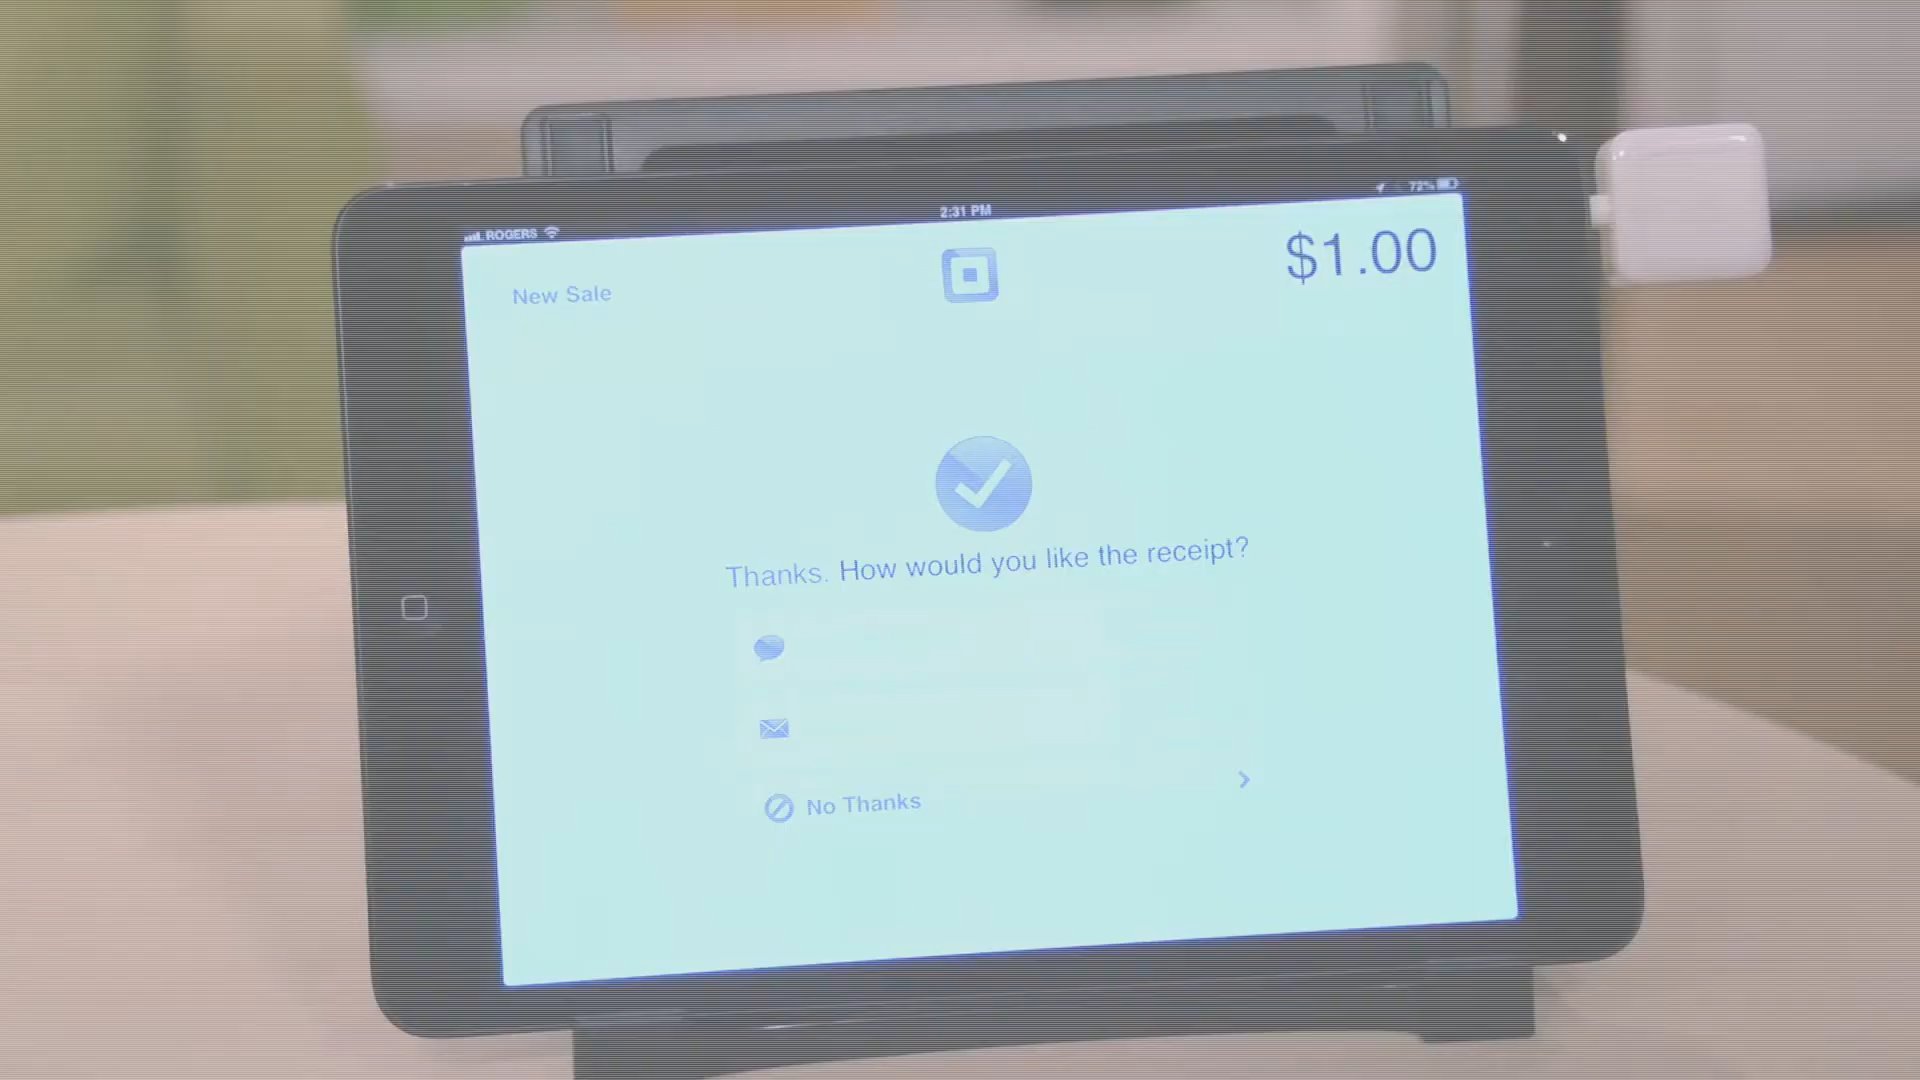 ROGERS
2:31 PM
72%
New Sale
$1.00
Thanks. How would you like the receipt?
No Thanks